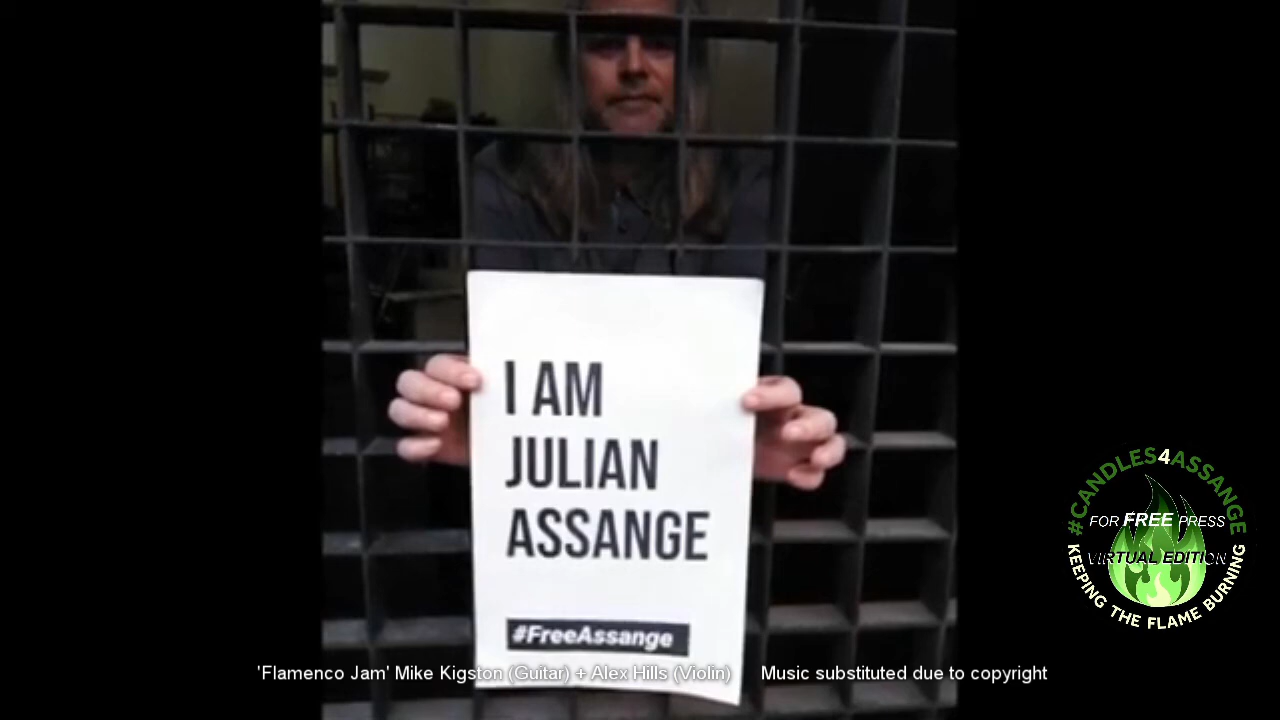 I AM
JULIAN
ASSANGE
#FreeAssange
#CANDLES4ASSANGE
FOR FREE PRESS
VIRTUAL EDITION
KEEPING THE FLAME BURNING
'Flamenco Jam' Mike Kigston (Guitar) + Alex Hills (Violin) Music substituted due to copyright